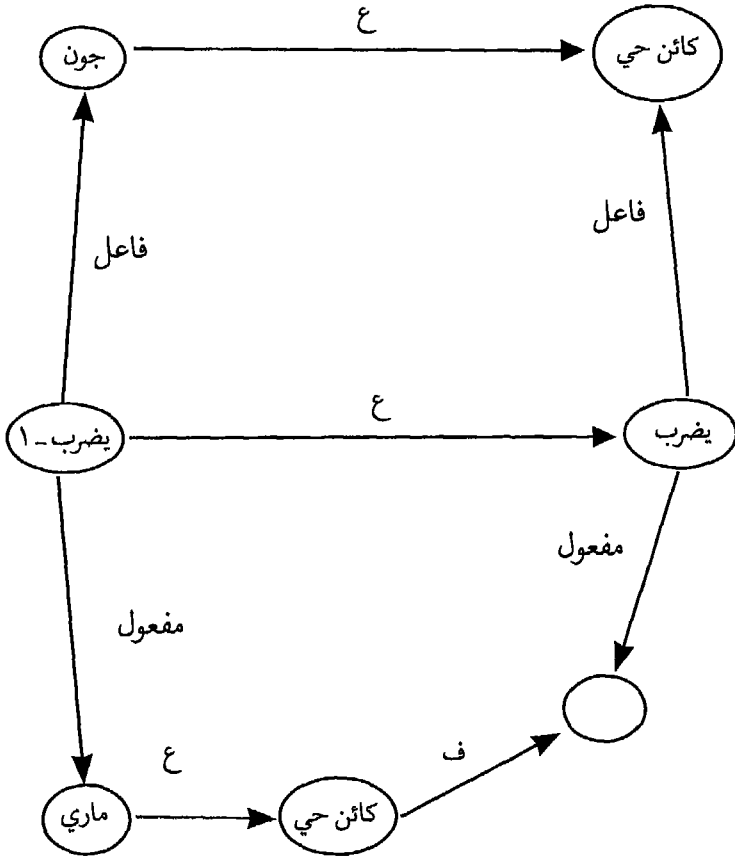 ع
كائن حي
جون
فاعل
فاعل
ع
يضرب
يضرب-١
مفعول
مفعول
ع
ف
كائن حي
ماري